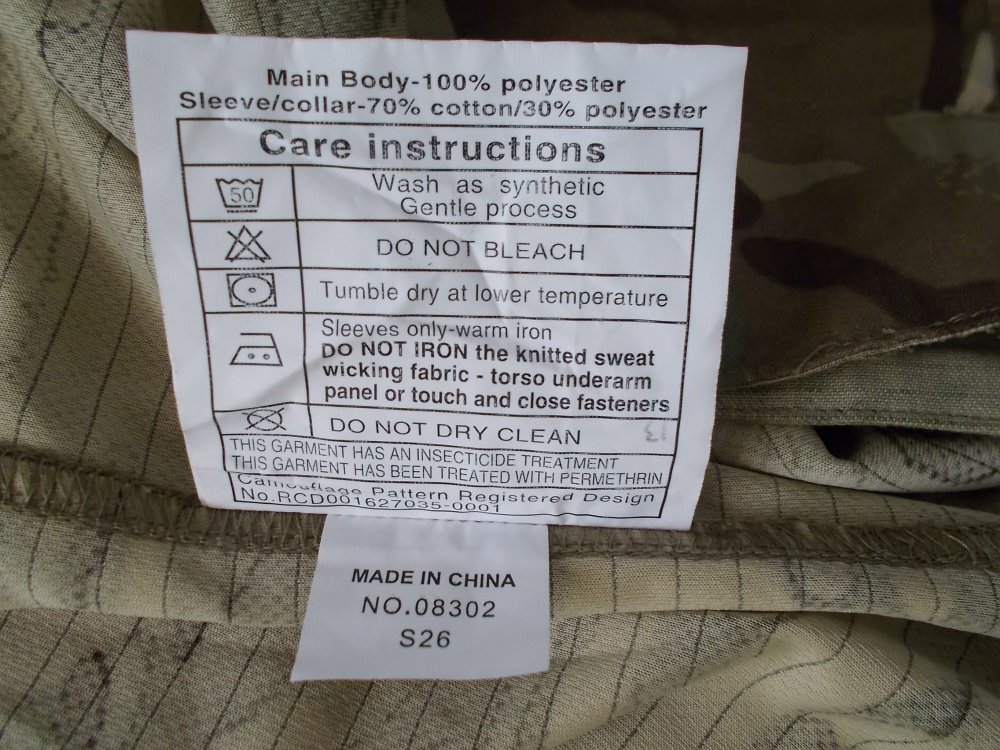 Main Body-100% polyester
Sleeve/collar-70% cotton/30% polyester
Care instructions
50
Wash as synthetic
Gentle process
DO NOT BLEACH
Tumble dry at lower temperature
Sleeves only-warm iron
DO NOT IRON the knitted sweat
wicking fabric - torso underarm
panel or touch and close fasteners
DO NOT DRY CLEAN
13
THIS GARMENT HAS AN INSECTICIDE TREATMENT
THIS GARMENT HAS BEEN TREATED WITH PERMETHRIN
Camouflage Pattern Registered Design
No.RCD001627035-0001
MADE IN CHINA
NO.08302
S26